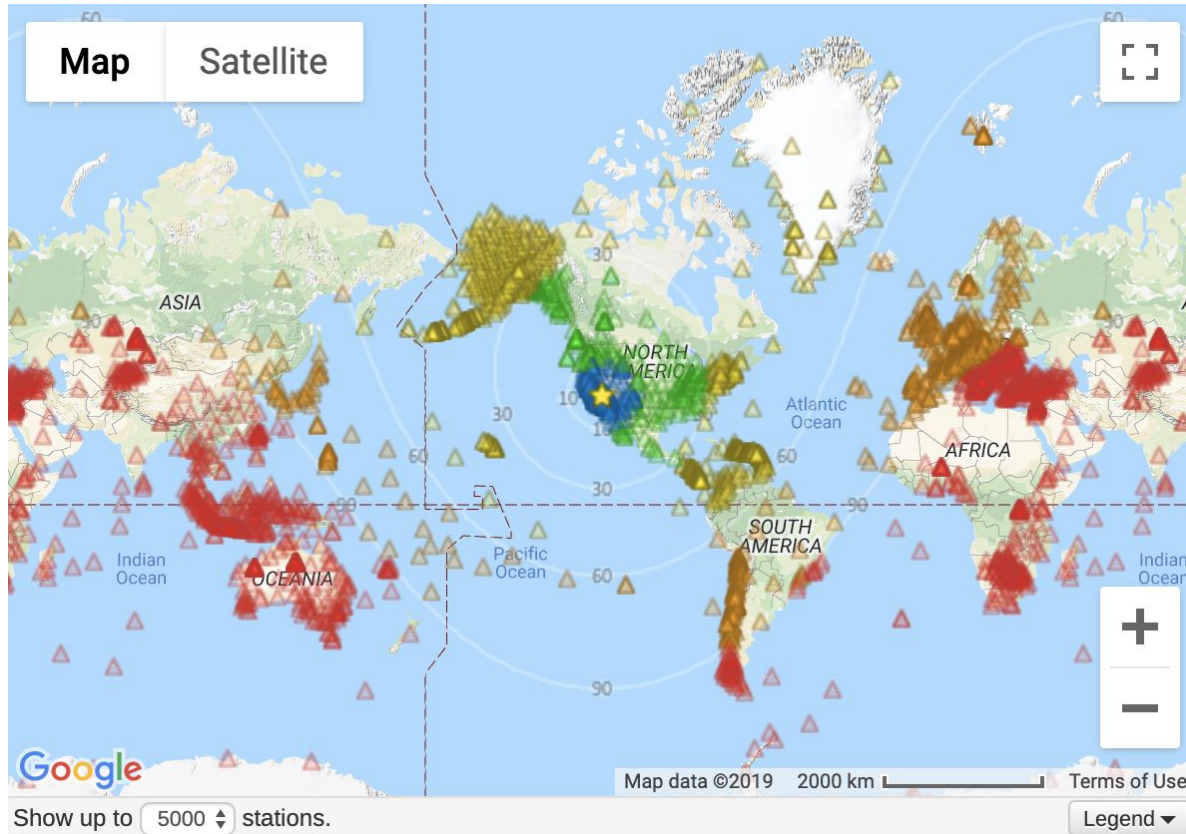 60
60
Map
Satellite
ASIA
30
NORTH
MERICA
10
Atlantic
Ocean
30
10
AFRICA
60
60
30
90
90
SOUTH
AMERICA
Indian
Ocean
Pacific
Ocean
OCEANIA
60
Indian
Ocean
90
Google
Map data ©2019
2000 km
Terms of Use
Show up to 5000 stations.
Legend